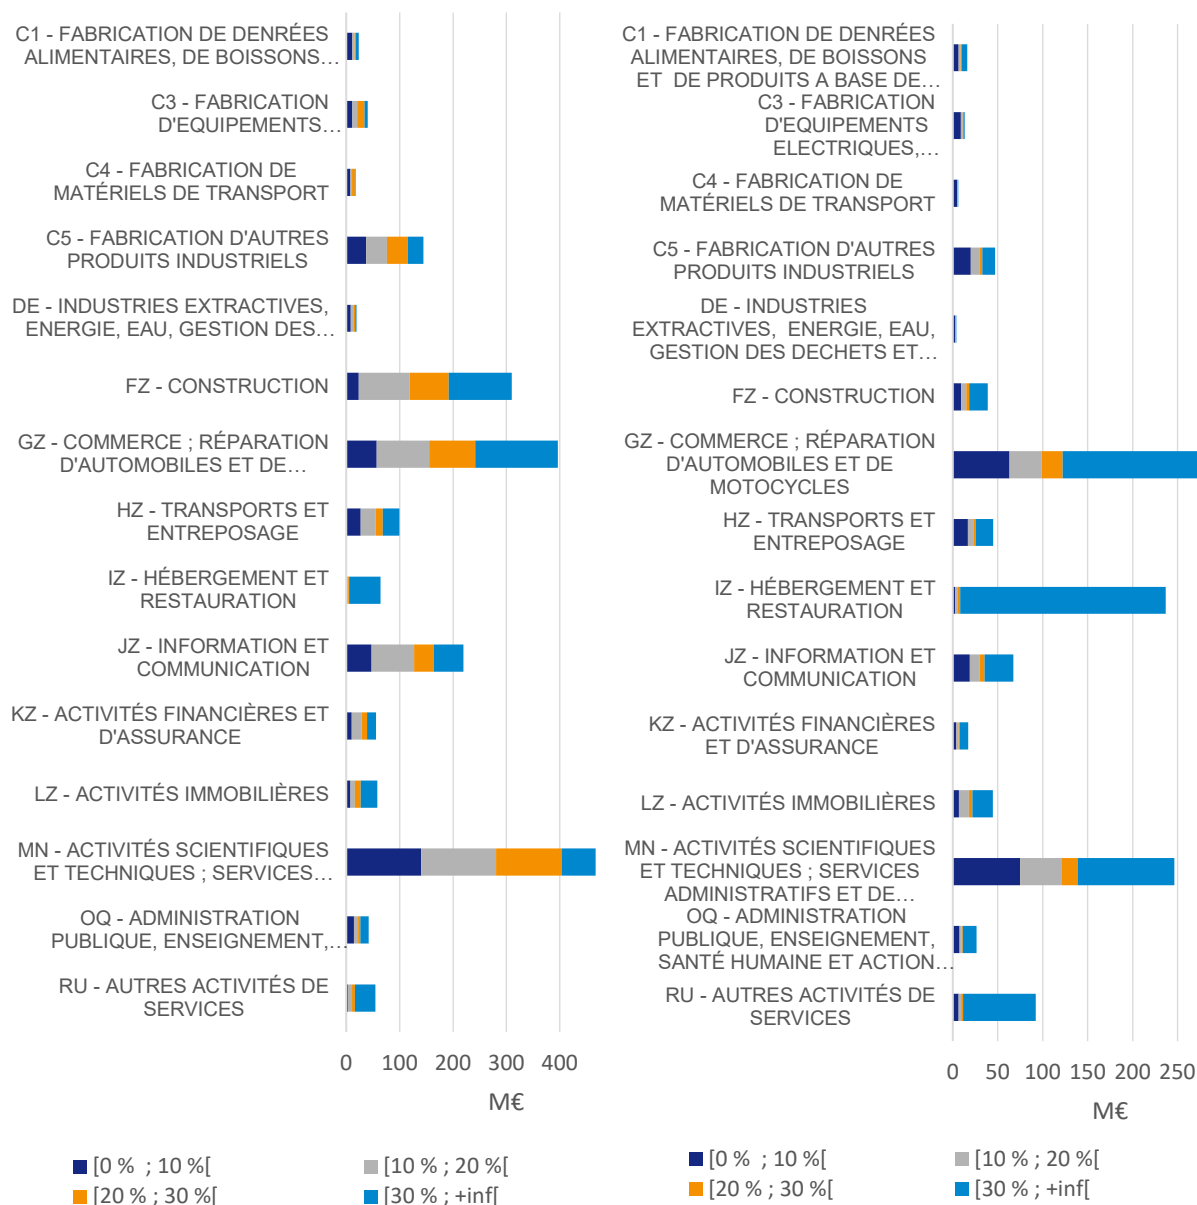 C1 - FABRICATION DE DENRÉES
ALIMENTAIRES, DE BOISSONS…
C3 - FABRICATION
D'EQUIPEMENTS…
C4 - FABRICATION DE
MATÉRIELS DE TRANSPORT
C5 - FABRICATION D'AUTRES
PRODUITS INDUSTRIELS
DE - INDUSTRIES EXTRACTIVES,
ENERGIE, EAU, GESTION DES…
FZ - CONSTRUCTION
GZ - COMMERCE ; RÉPARATION
D'AUTOMOBILES ET DE…
HZ - TRANSPORTS ET
ENTREPOSAGE
IZ - HÉBERGEMENT ET
RESTAURATION
JZ - INFORMATION ET
COMMUNICATION
KZ - ACTIVITÉS FINANCIÈRES ET
D'ASSURANCE
LZ - ACTIVITÉS IMMOBILIÈRES
MN - ACTIVITÉS SCIENTIFIQUES
ET TECHNIQUES ; SERVICES…
OQ - ADMINISTRATION
PUBLIQUE, ENSEIGNEMENT,…
RU - AUTRES ACTIVITÉS DE
SERVICES
0 100 200 300 400
M€
[0 % ; 10 %[ [10 % ; 20 %[
[20 % ; 30 %[ [30 % ; +inf[
C1 - FABRICATION DE DENRÉES
ALIMENTAIRES, DE BOISSONS
ET DE PRODUITS A BASE DE…
C3 - FABRICATION
D'EQUIPEMENTS
ELECTRIQUES,…
C4 - FABRICATION DE
MATÉRIELS DE TRANSPORT
C5 - FABRICATION D'AUTRES
PRODUITS INDUSTRIELS
DE - INDUSTRIES
EXTRACTIVES, ENERGIE, EAU,
GESTION DES DECHETS ET…
FZ - CONSTRUCTION
GZ - COMMERCE ; RÉPARATION
D'AUTOMOBILES ET DE
MOTOCYCLES
HZ - TRANSPORTS ET
ENTREPOSAGE
IZ - HÉBERGEMENT ET
RESTAURATION
JZ - INFORMATION ET
COMMUNICATION
KZ - ACTIVITÉS FINANCIÈRES
ET D'ASSURANCE
LZ - ACTIVITÉS IMMOBILIÈRES
MN - ACTIVITÉS SCIENTIFIQUES
ET TECHNIQUES ; SERVICES
ADMINISTRATIFS ET DE…
OQ - ADMINISTRATION
PUBLIQUE, ENSEIGNEMENT,
SANTÉ HUMAINE ET ACTION…
RU - AUTRES ACTIVITÉS DE
SERVICES
0 50 100 150 200 250
M€
[0 % ; 10 %[ [10 % ; 20 %[
[20 % ; 30 %[ [30 % ; +inf[